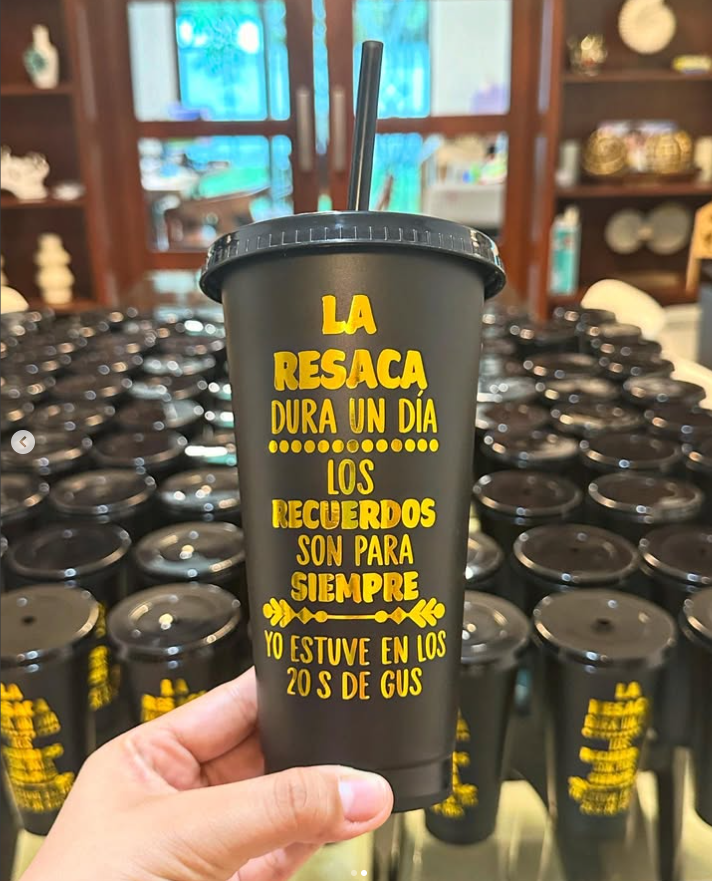 LA
RESACA
DURA UN DÍA
LOS
RECUERDOS
SON PARA
SIEMPRE
YO ESTUVE EN LOS
20 S DE GUS